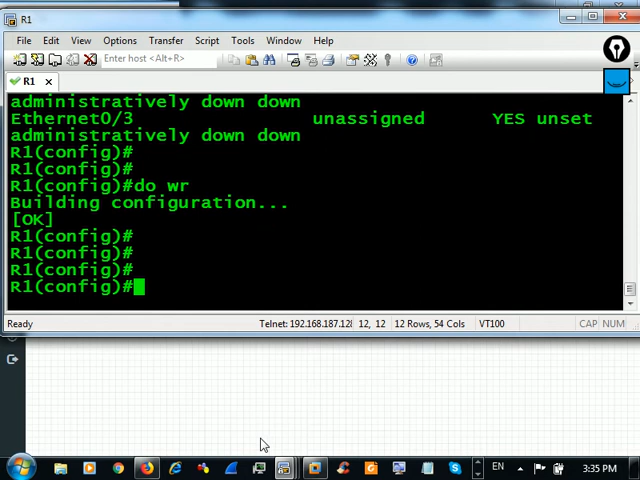 R1
File Edit View Options Transfer Script Tools Window Help
Enter host <Alt+R>
R1
administratively down down
Ethernet0/3 unassigned YES unset
administratively down down
R1(config)#
R1(config)#
R1(config)#do wr
Building configuration...
[OK]
R1(config)#
R1(config)#
R1(config)#
R1(config)#
Ready Telnet: 192.168.187.12 12, 12 12 Rows, 54 Cols VT100 CAP NUM
EN 3:35 PM